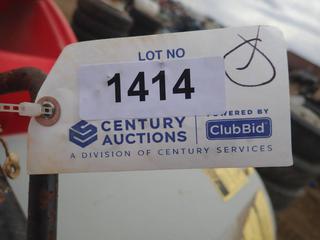 LOT NO
1414
CENTURY AUCTIONS
POWERED BY
ClubBid
A DIVISION OF CENTURY SERVICES